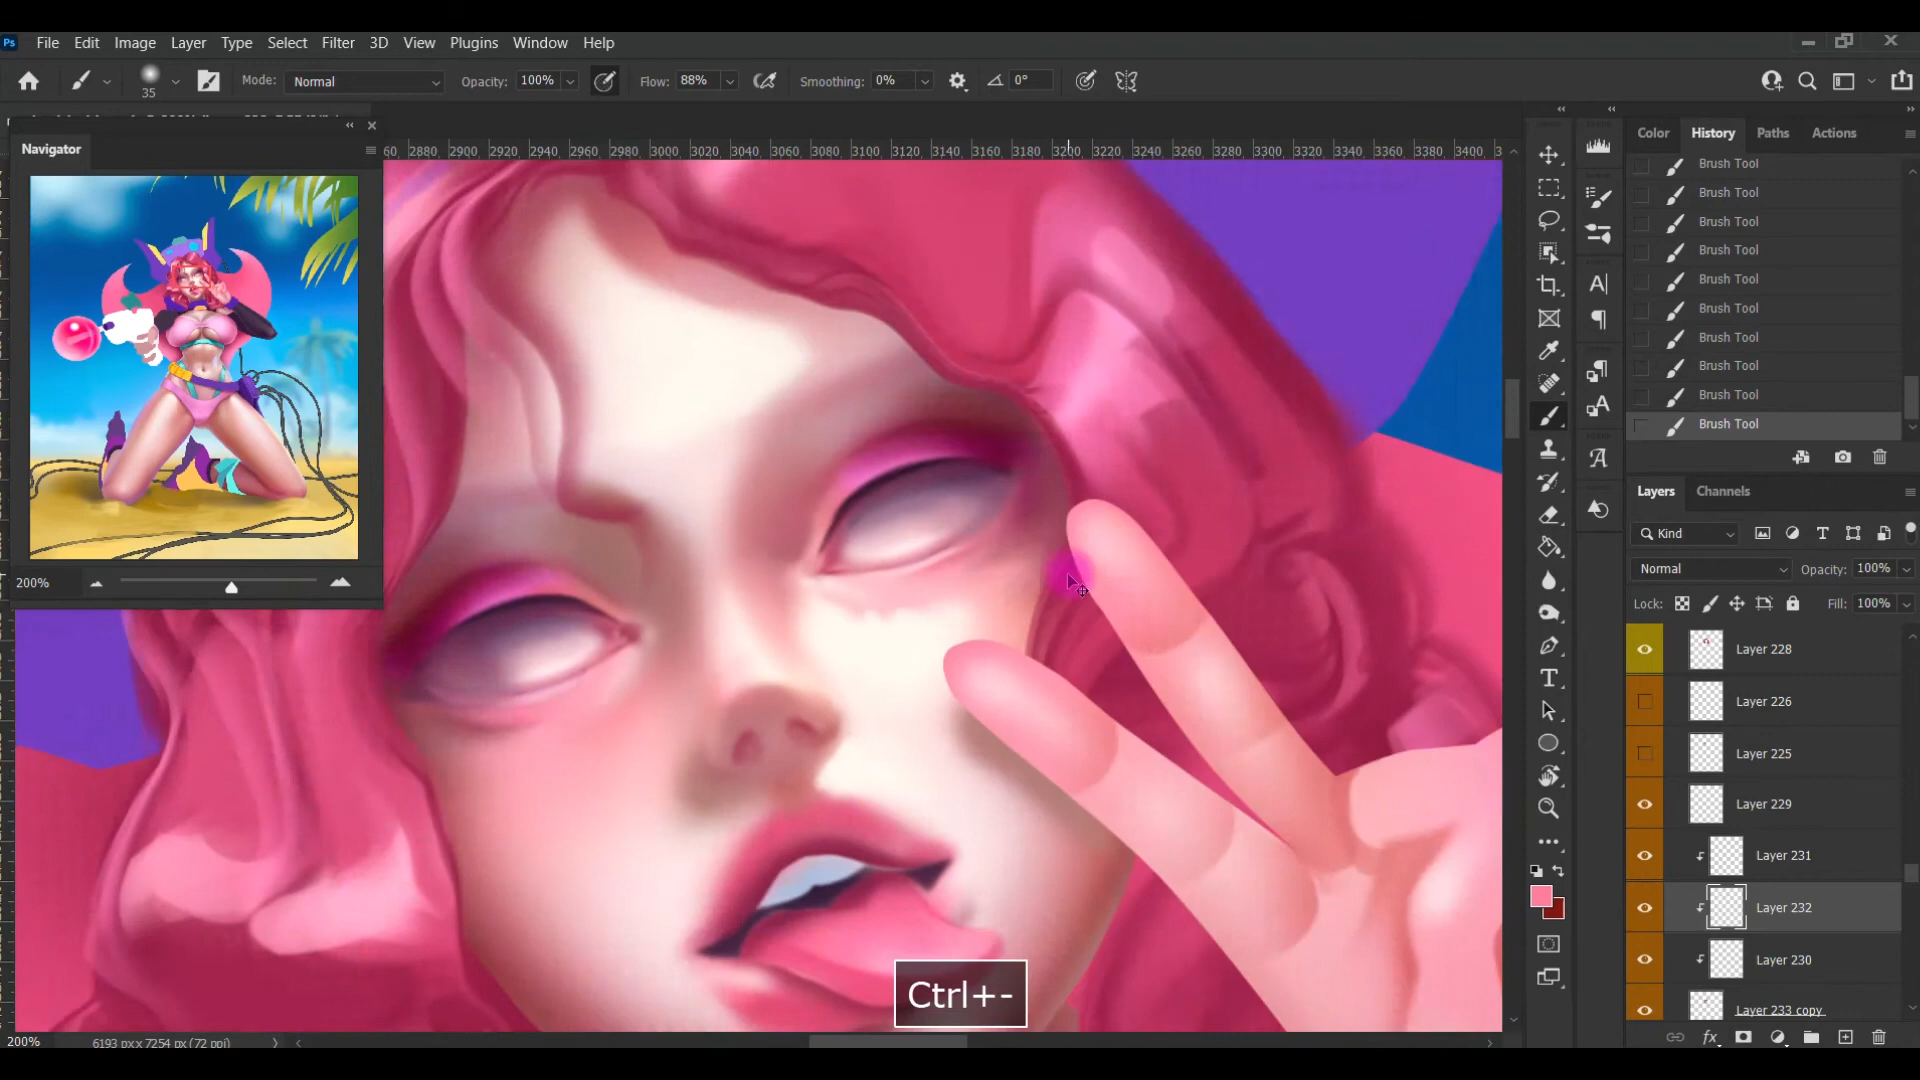 Ps File Edit Image Layer Type Select Filter 3D View Plugins Window Help
35 Mode: Normal Opacity: 100% Flow: 88% Smoothing: 0% 0°
Navigator
200%
60 2880 2900 2920 2940 2960 2980 3000 3020 3040 3060 3080 3100 3120 3140 3160 3180 3200 3220 3240 3260 3280 3300 3320 3340 3360 3380 3400 3
Color History Paths Actions
Brush Tool
Brush Tool
Brush Tool
Brush Tool
Brush Tool
Brush Tool
Brush Tool
Brush Tool
Brush Tool
Brush Tool
Layers Channels
Kind
Normal Opacity: 100%
Lock: Fill: 100%
Layer 228
Layer 226
Layer 225
Layer 229
Layer 231
Layer 232
Layer 230
Layer 233 copy
fx
Ctrl+-
200% 6193 px x 7254 px (72 ppi)